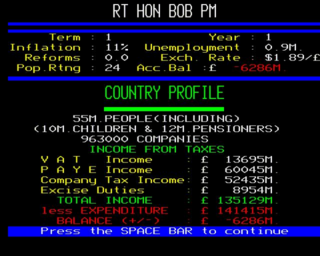 RT HON BOB PM
Term : 1 Year : 1
Inflation : 11% Unemployment : 0.9M.
Reforms : 0.0 Exch. Rate : $1.89/£
Pop.Rtng : 24 Acc.Bal : £ -6286M.
COUNTRY PROFILE
55M.PEOPLE(INCLUDING)
(10M.CHILDREN & 12M.PENSIONERS)
963000 COMPANIES
INCOME FROM TAXES
V A T Income : £ 13695M.
P A Y E Income : £ 60045M.
Company Tax Income: £ 52435M.
Excise Duties : £ 8954M.
TOTAL INCOME : £ 135129M.
less EXPENDITURE : £ 141415M.
BALANCE (+/-) : £ -6286M.
Press the SPACE BAR to continue